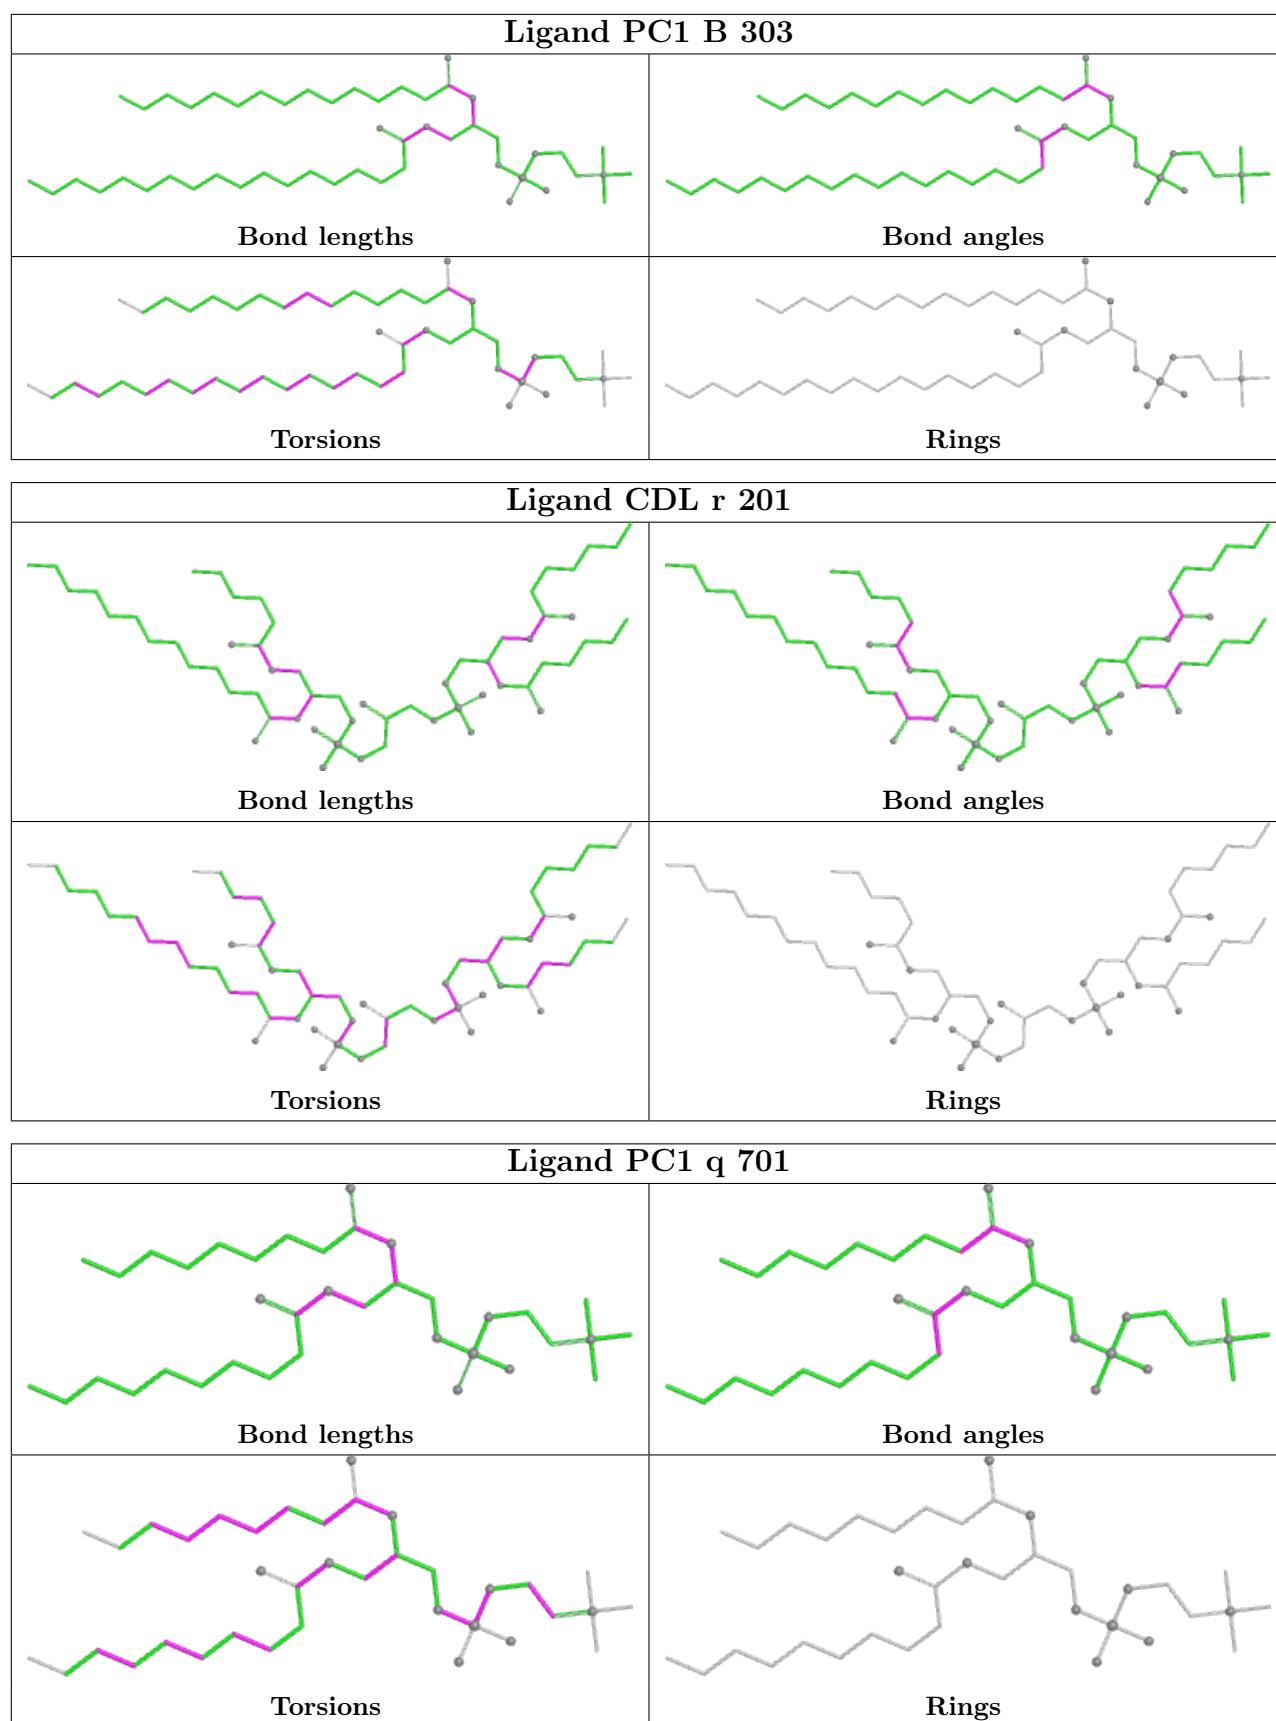 Ligand PC1 B 303
Bond lengths
Bond angles
Torsions
Rings
Ligand CDL r 201
Bond lengths
Bond angles
Torsions
Rings
Ligand PC1 q 701
Bond lengths
Bond angles
Torsions
Rings